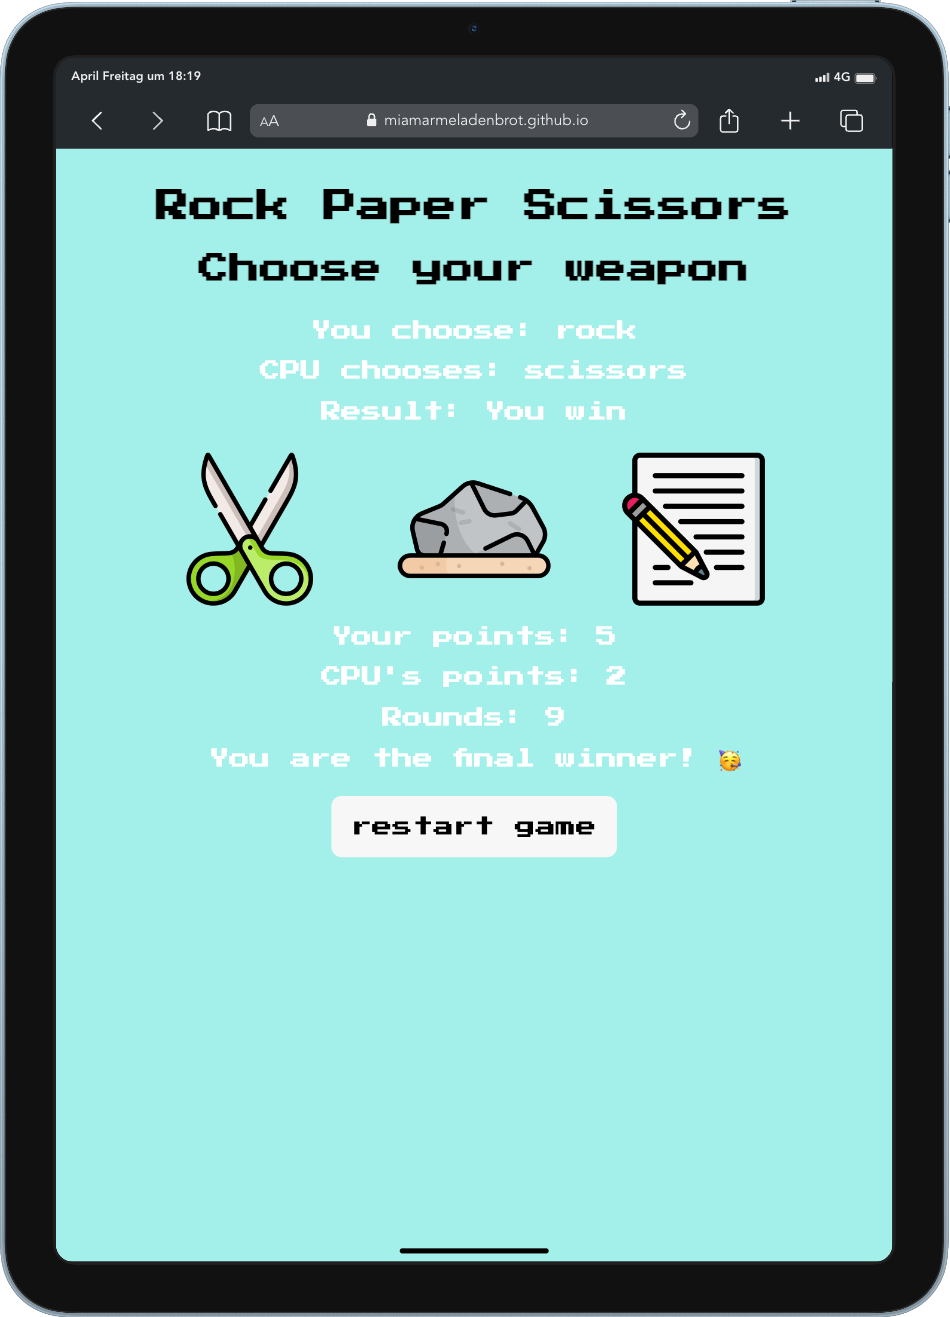 April Freitag um 18:19
4G
AA
miamarmeladenbrot.github.io
Rock Paper Scissors
Choose your weapon
You choose: rock
CPU chooses: scissors
Result: You win
Your points: 5
CPU's points: 2
Rounds: 9
You are the final winner! 🥳
restart game